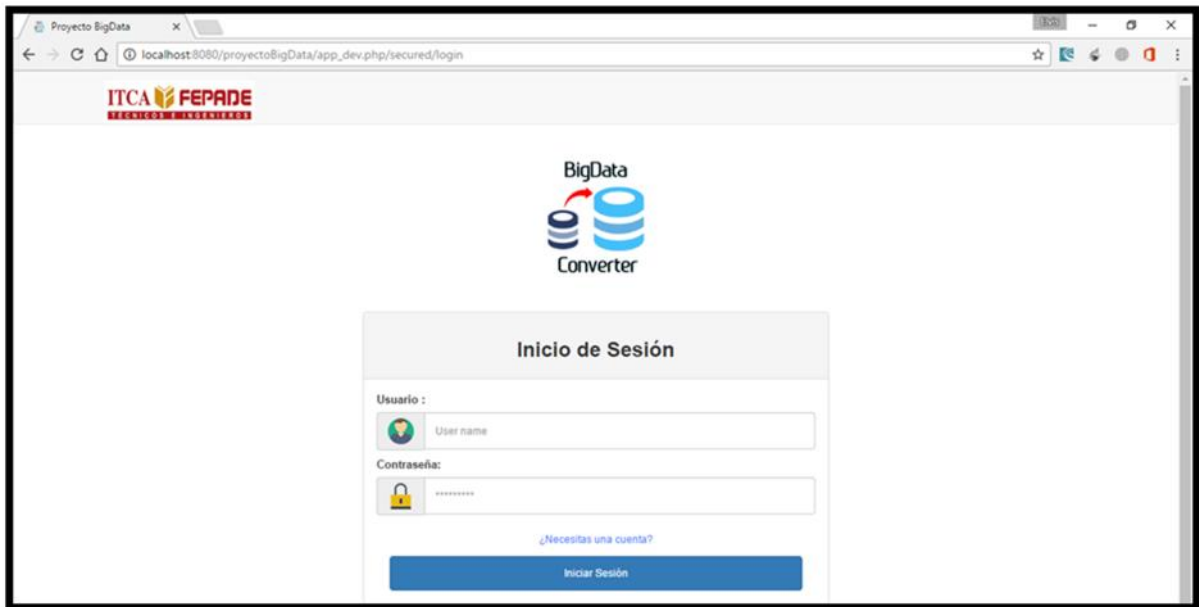 Proyecto BigData
localhost:8080/proyectoBigData/app_dev.php/secured/login
ITCA FEPADE
TÉCNICOS E INGENIEROS
BigData
Converter
Inicio de Sesión
Usuario :
User name
Contraseña:
*********
¿Necesitas una cuenta?
Iniciar Sesión